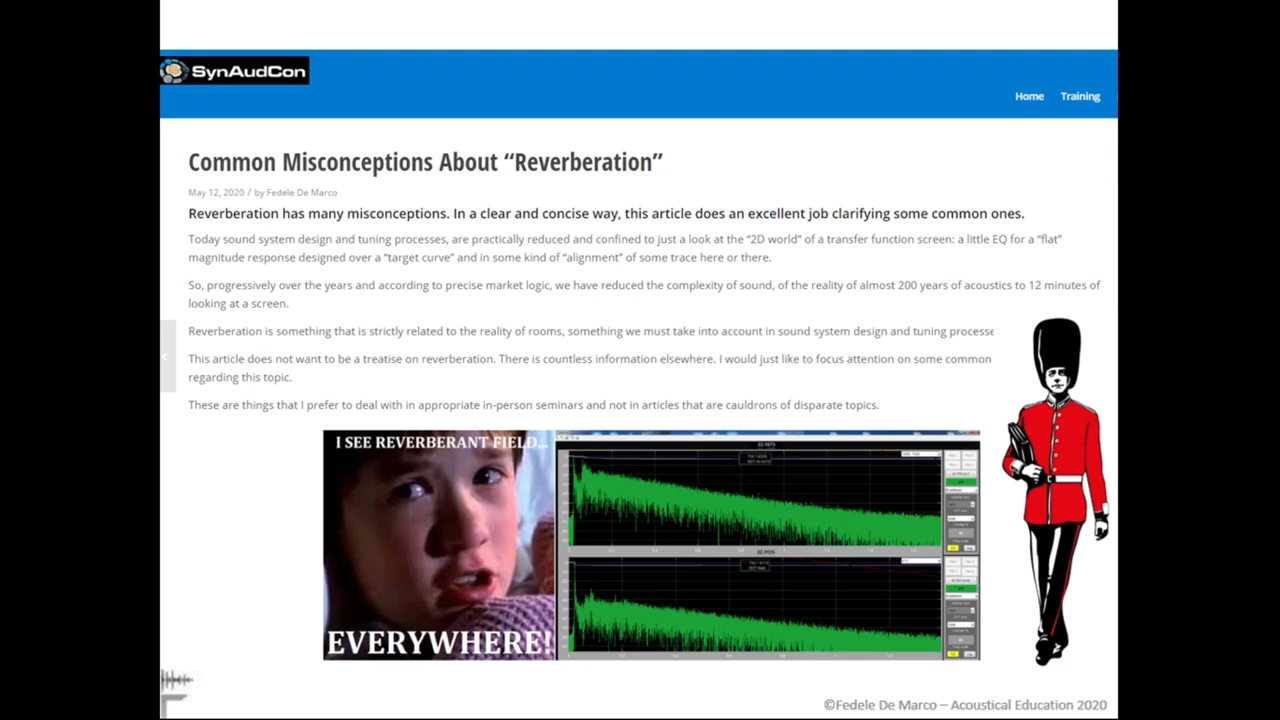 SynAudCon
Home Training
Common Misconceptions About “Reverberation”
May 12, 2020 / by Fedele De Marco
Reverberation has many misconceptions. In a clear and concise way, this article does an excellent job clarifying some common ones.
Today sound system design and tuning processes, are practically reduced and confined to just a look at the “2D world” of a transfer function screen: a little EQ for a “flat”
magnitude response designed over a “target curve” and in some kind of “alignment” of some trace here or there.
So, progressively over the years and according to precise market logic, we have reduced the complexity of sound, of the reality of almost 200 years of acoustics to 12 minutes of
looking at a screen.
Reverberation is something that is strictly related to the reality of rooms, something we must take into account in sound system design and tuning processe
This article does not want to be a treatise on reverberation. There is countless information elsewhere. I would just like to focus attention on some common
regarding this topic.
These are things that I prefer to deal with in appropriate in-person seminars and not in articles that are cauldrons of disparate topics.
I SEE REVERBERANT FIELD...
EVERYWHERE!
©Fedele De Marco – Acoustical Education 2020